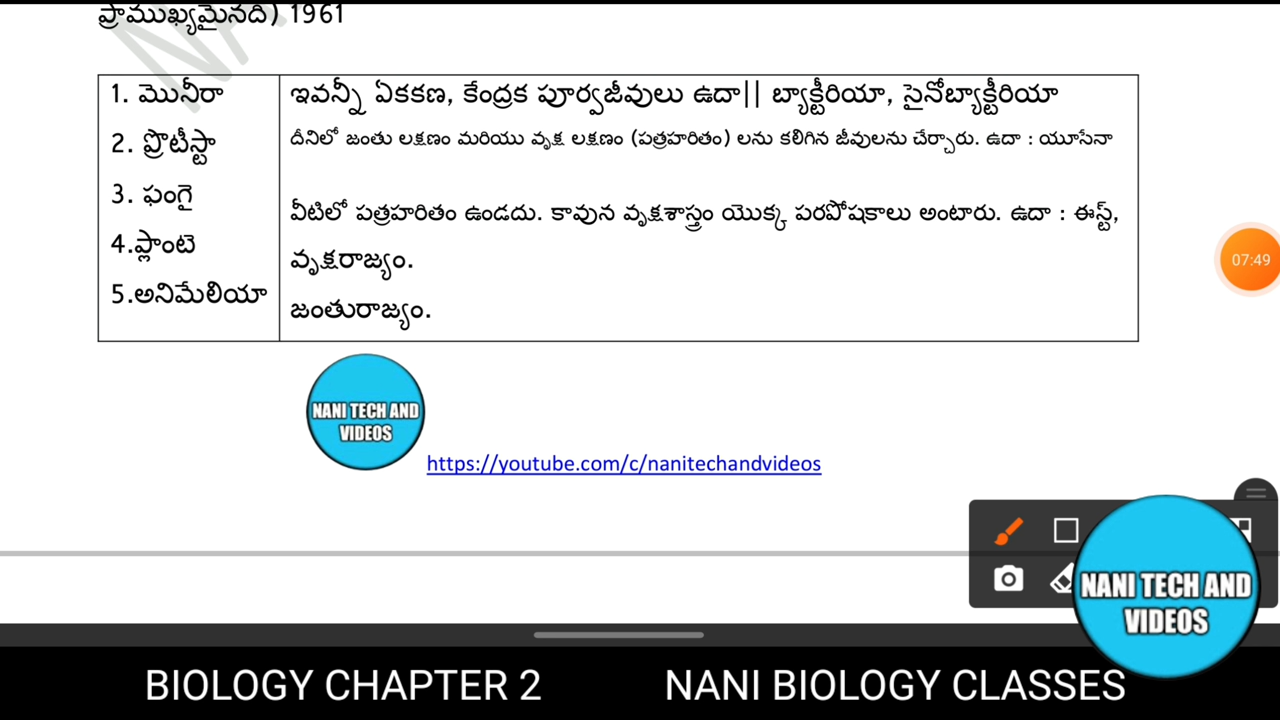 ప్రాముఖ్యమైనది) 1961
1. మొనీరా
ఇవన్నీ ఏకకణ, కేంద్రక పూర్వజీవులు ఉదా|| బ్యాక్టీరియా, సైనోబ్యాక్టీరియా
2. ప్రొటీస్టా
దీనిలో జంతు లక్షణం మరియు వృక్ష లక్షణం (పత్రహరితం) లను కలిగిన జీవులను చేర్చారు. ఉదా : యూసేనా
3. ఫంగై
వీటిలో పత్రహరితం ఉండదు. కావున వృక్షశాస్త్రం యొక్క పరపోషకాలు అంటారు. ఉదా : ఈస్ట్,
4.ప్లాంటె
వృక్షరాజ్యం.
5.అనిమేలియా
జంతురాజ్యం.
07:49
NANI TECH AND
VIDEOS
https://youtube.com/c/nanitechandvideos
NANI TECH AND
VIDEOS
BIOLOGY CHAPTER 2
NANI BIOLOGY CLASSES